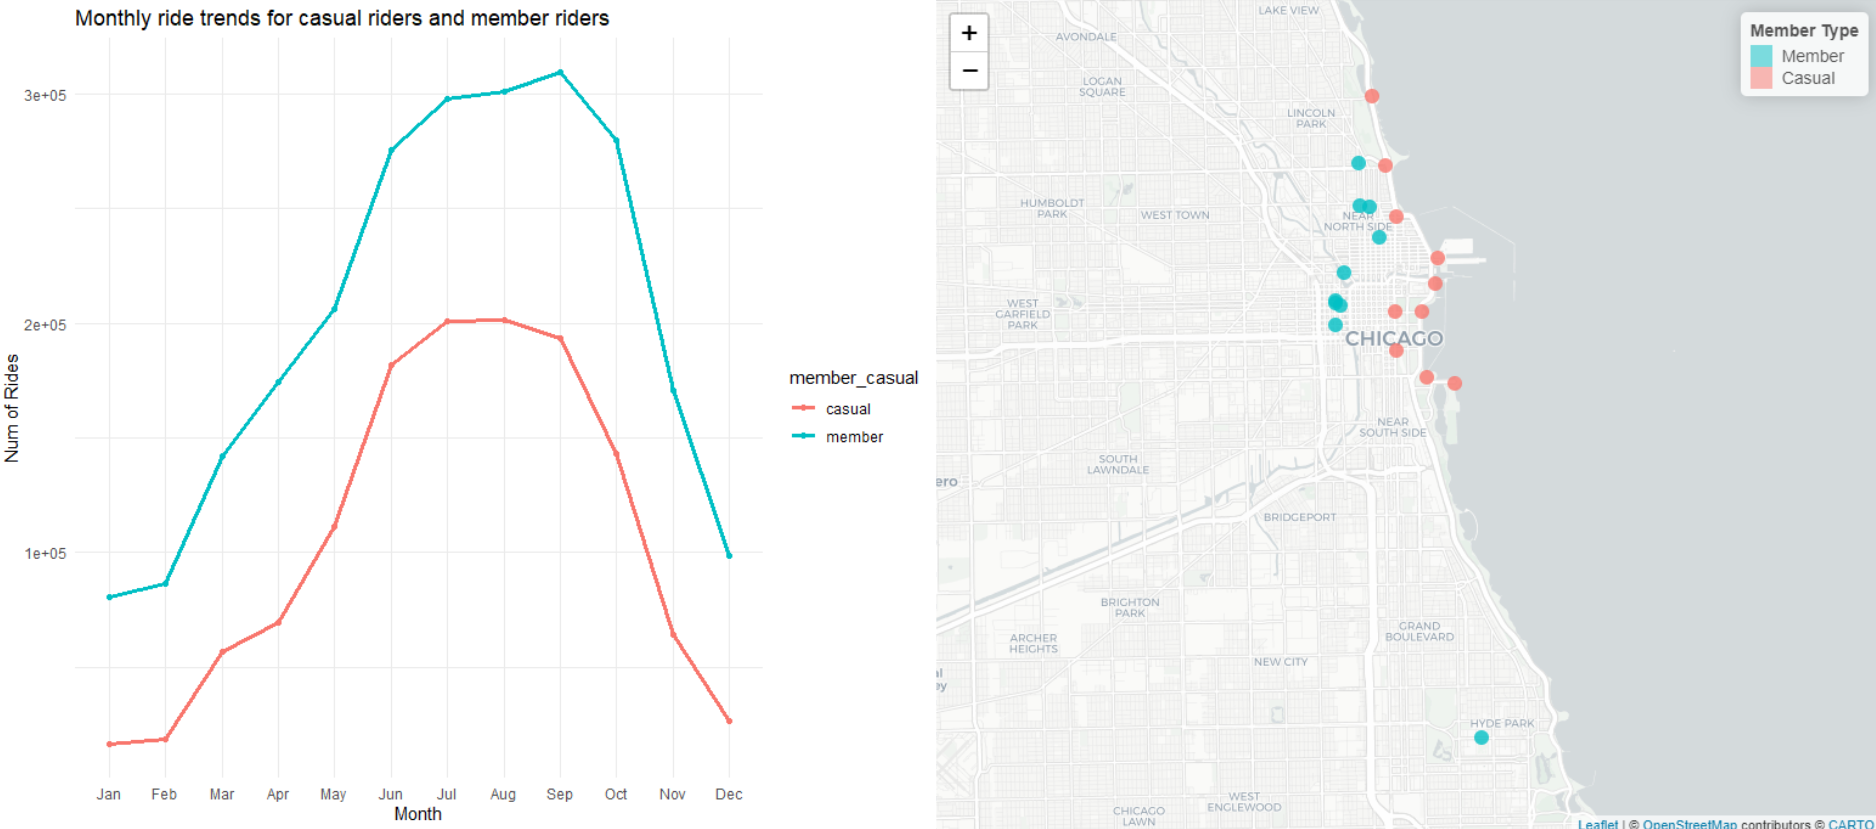 Monthly ride trends for casual riders and member riders
3e+05
2e+05
1e+05
Num of Rides
Jan Feb Mar Apr May Jun Jul Aug Sep Oct Nov Dec
Month
member_casual
casual
member
+
−
Member Type
Member
Casual
LAKE VIEW
AVONDALE
LOGAN
SQUARE
LINCOLN
PARK
HUMBOLDT
PARK
WEST TOWN
NEAR
NORTH SIDE
WEST
GARFIELD
PARK
CHICAGO
NEAR
SOUTH SIDE
SOUTH
LAWNDALE
ero
BRIDGEPORT
BRIGHTON
PARK
GRAND
BOULEVARD
ARCHER
HEIGHTS
NEW CITY
ey
HYDE PARK
WEST
ENGLEWOOD
CHICAGO
LAWN
Leaflet | © OpenStreetMap contributors © CARTO